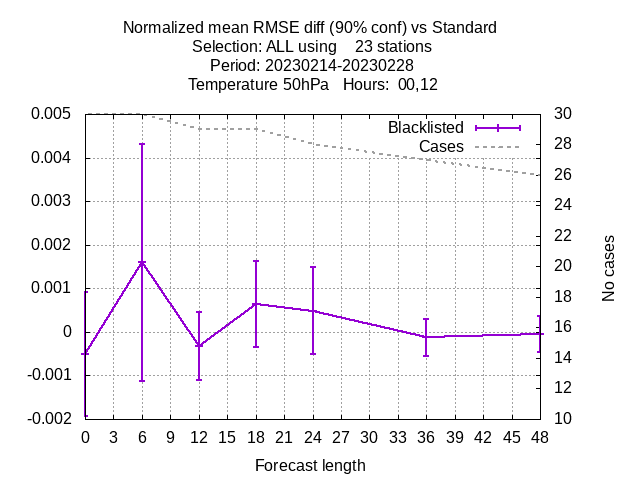 Normalized mean RMSE diff (90% conf) vs Standard
Selection: ALL using    23 stations
Period: 20230214-20230228
Temperature 50hPa   Hours:  00,12
0.005
0.004
0.003
0.002
0.001
0
-0.001
-0.002
Blacklisted
Cases
30
28
26
24
22
20
18
16
14
12
10
No cases
0 3 6 9 12 15 18 21 24 27 30 33 36 39 42 45 48
Forecast length